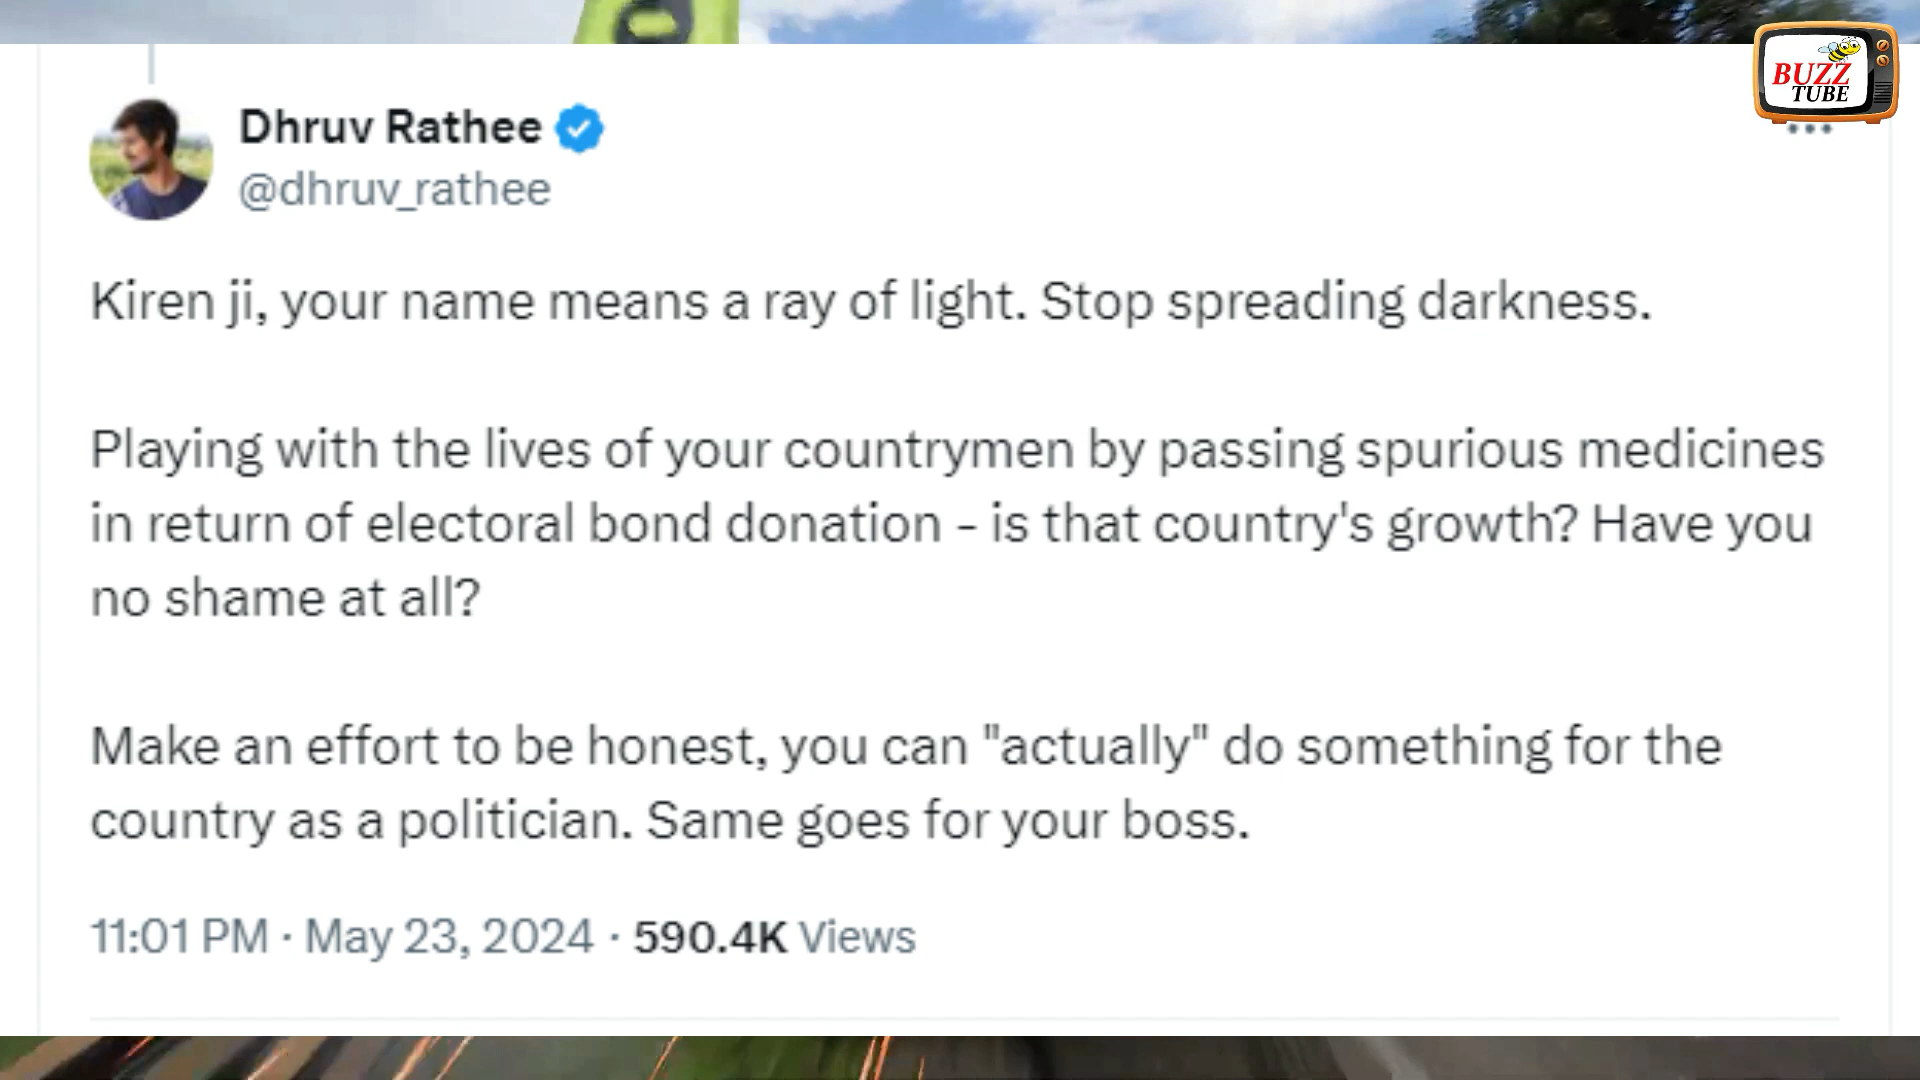 BUZZ
TUBE
Dhruv Rathee
@dhruv_rathee
Kiren ji, your name means a ray of light. Stop spreading darkness.
Playing with the lives of your countrymen by passing spurious medicines
in return of electoral bond donation - is that country's growth? Have you
no shame at all?
Make an effort to be honest, you can "actually" do something for the
country as a politician. Same goes for your boss.
11:01 PM · May 23, 2024 · 590.4K Views